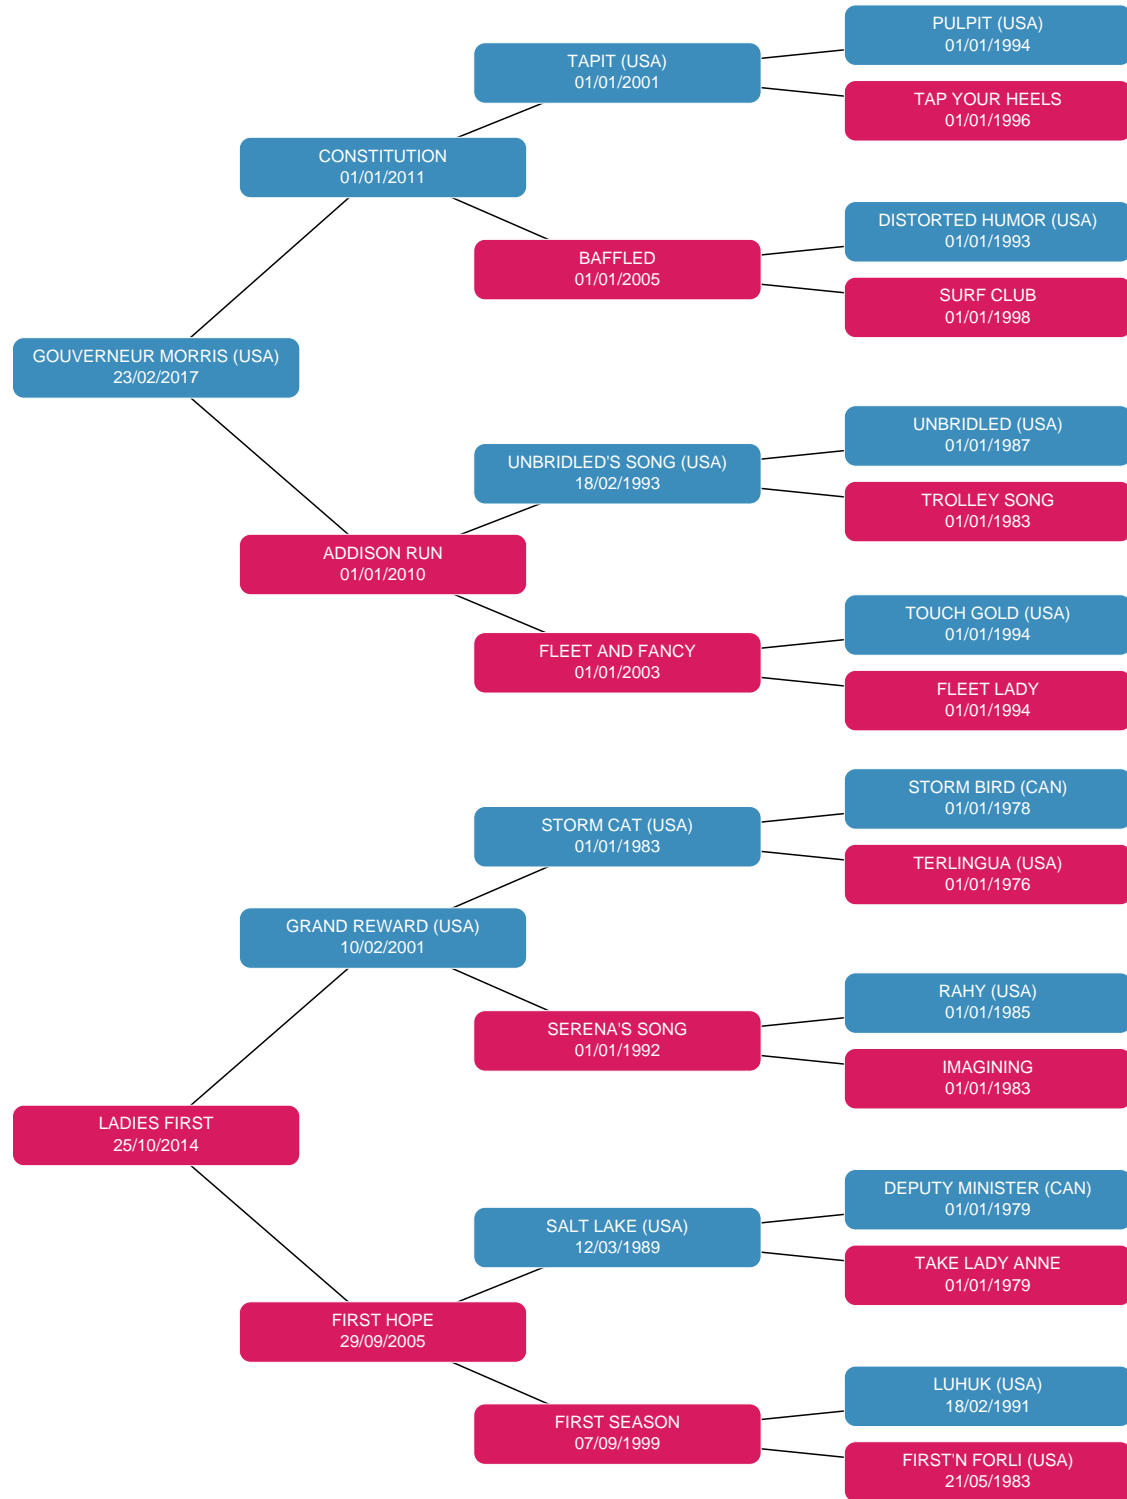 PULPIT (USA)
01/01/1994
TAPIT (USA)
01/01/2001
TAP YOUR HEELS
01/01/1996
CONSTITUTION
01/01/2011
DISTORTED HUMOR (USA)
01/01/1993
BAFFLED
01/01/2005
SURF CLUB
01/01/1998
GOUVERNEUR MORRIS (USA)
23/02/2017
UNBRIDLED (USA)
01/01/1987
UNBRIDLED'S SONG (USA)
18/02/1993
TROLLEY SONG
01/01/1983
ADDISON RUN
01/01/2010
TOUCH GOLD (USA)
01/01/1994
FLEET AND FANCY
01/01/2003
FLEET LADY
01/01/1994
STORM BIRD (CAN)
01/01/1978
STORM CAT (USA)
01/01/1983
TERLINGUA (USA)
01/01/1976
GRAND REWARD (USA)
10/02/2001
RAHY (USA)
01/01/1985
SERENA'S SONG
01/01/1992
IMAGINING
01/01/1983
LADIES FIRST
25/10/2014
DEPUTY MINISTER (CAN)
01/01/1979
SALT LAKE (USA)
12/03/1989
TAKE LADY ANNE
01/01/1979
FIRST HOPE
29/09/2005
LUHUK (USA)
18/02/1991
FIRST SEASON
07/09/1999
FIRST'N FORLI (USA)
21/05/1983